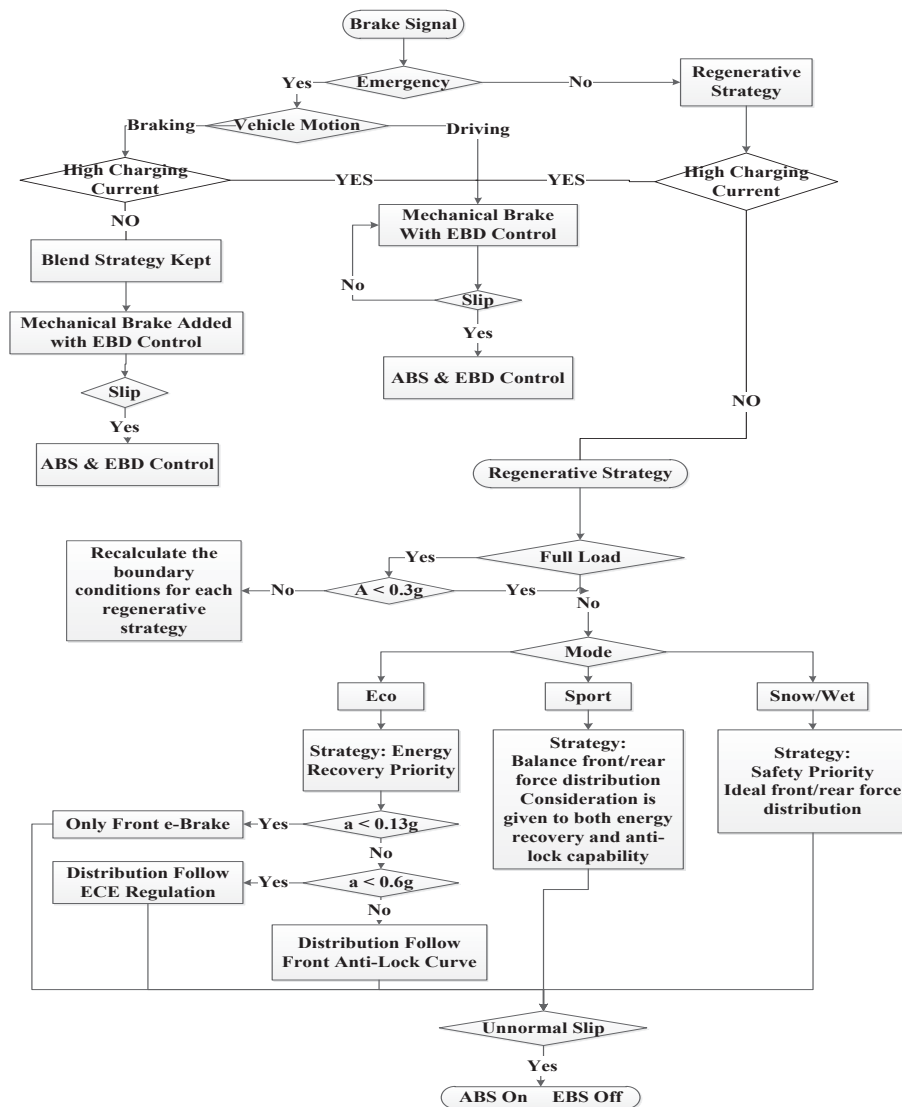 Brake Signal
Emergency
Yes
No
Regenerative
Strategy
Vehicle Motion
Braking
Driving
High Charging
Current
YES
YES
High Charging
Current
NO
Mechanical Brake
With EBD Control
Blend Strategy Kept
No
Slip
Mechanical Brake Added
with EBD Control
Yes
Slip
ABS & EBD Control
NO
Yes
ABS & EBD Control
Regenerative Strategy
Full Load
Yes
Recalculate the
boundary
conditions for each
regenerative
strategy
No
A < 0.3g
Yes
No
Mode
Eco
Sport
Snow/Wet
Strategy: Energy
Recovery Priority
Strategy:
Balance front/rear
force distribution
Consideration is
given to both energy
recovery and anti-
lock capability
Strategy:
Safety Priority
Ideal front/rear force
distribution
Only Front e-Brake
Yes
a < 0.13g
No
Distribution Follow
ECE Regulation
Yes
a < 0.6g
No
Distribution Follow
Front Anti-Lock Curve
Unnormal Slip
Yes
ABS On EBS Off